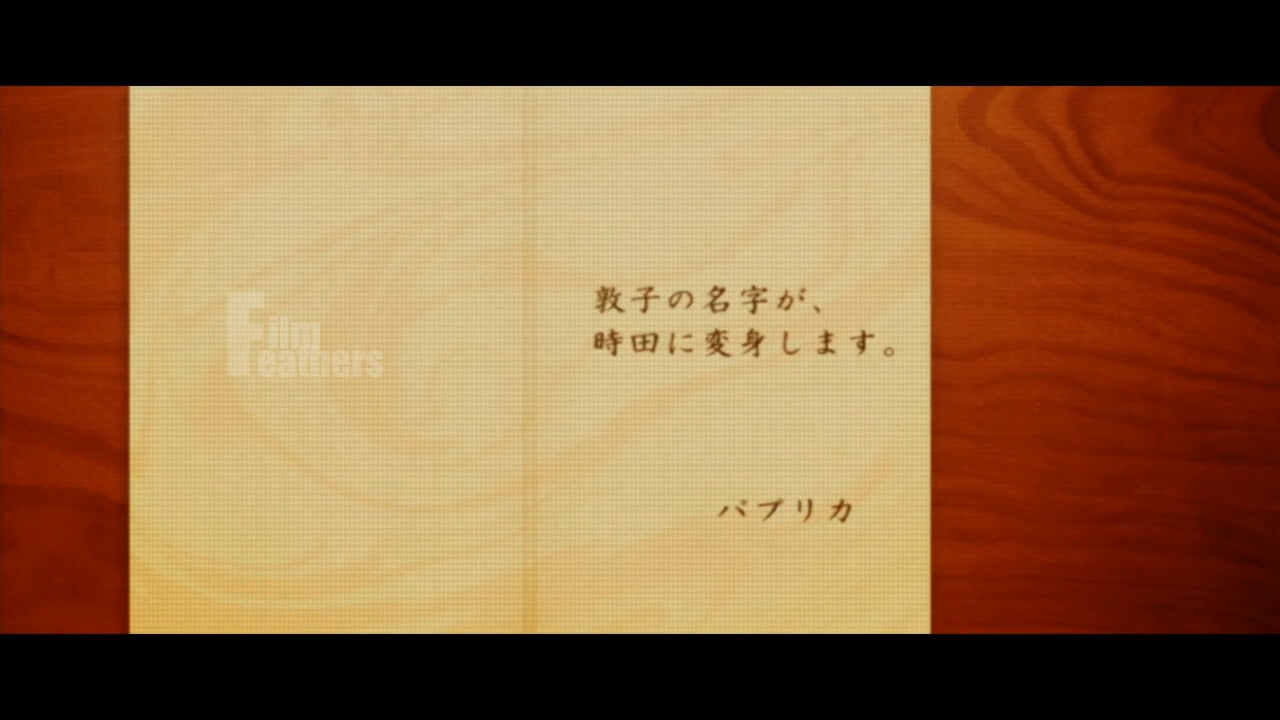 Film
Feathers
敦子の名字が、
時田に変身します。
パプリカ